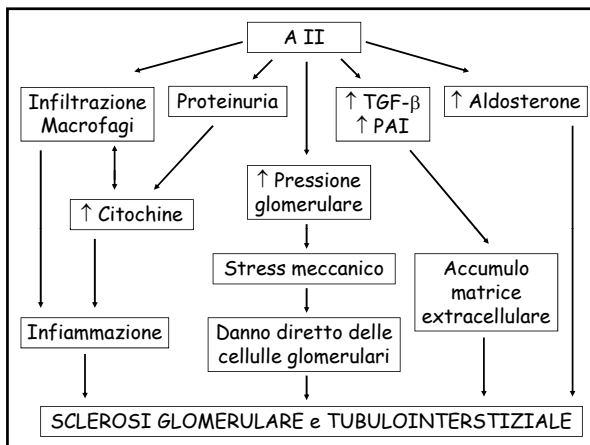 A II
Infiltrazione
Macrofagi
Proteinuria
↑ TGF-β
↑ PAI
↑ Aldosterone
↑ Citochine
↑ Pressione
glomerulare
Stress meccanico
Accumulo
matrice
extracellulare
Infiammazione
Danno diretto delle
cellulle glomerulari
SCLEROSI GLOMERULARE e TUBULOINTERSTIZIALE